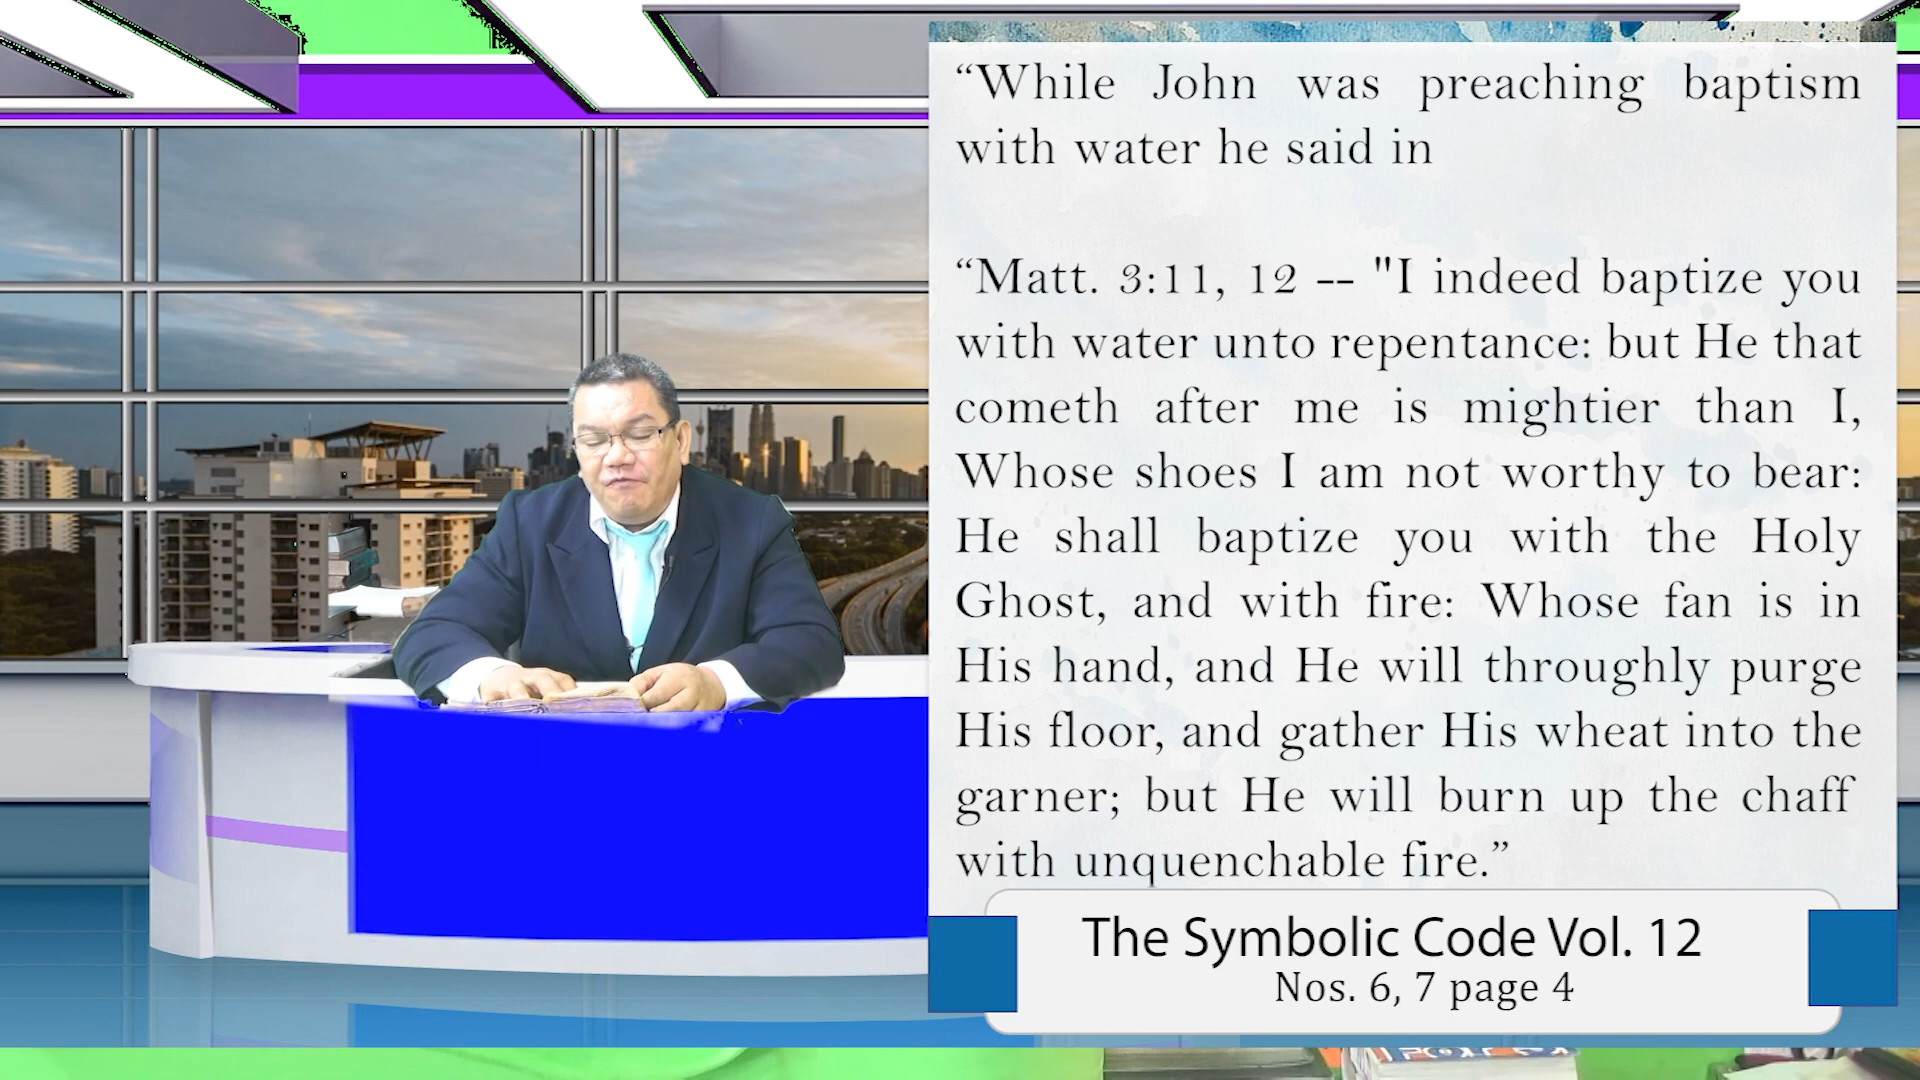 “While John was preaching baptism
with water he said in
“Matt. 3:11, 12 -- "I indeed baptize you
with water unto repentance: but He that
cometh after me is mightier than I,
Whose shoes I am not worthy to bear:
He shall baptize you with the Holy
Ghost, and with fire: Whose fan is in
His hand, and He will throughly purge
His floor, and gather His wheat into the
garner; but He will burn up the chaff
with unquenchable fire.”
The Symbolic Code Vol. 12
Nos. 6, 7 page 4